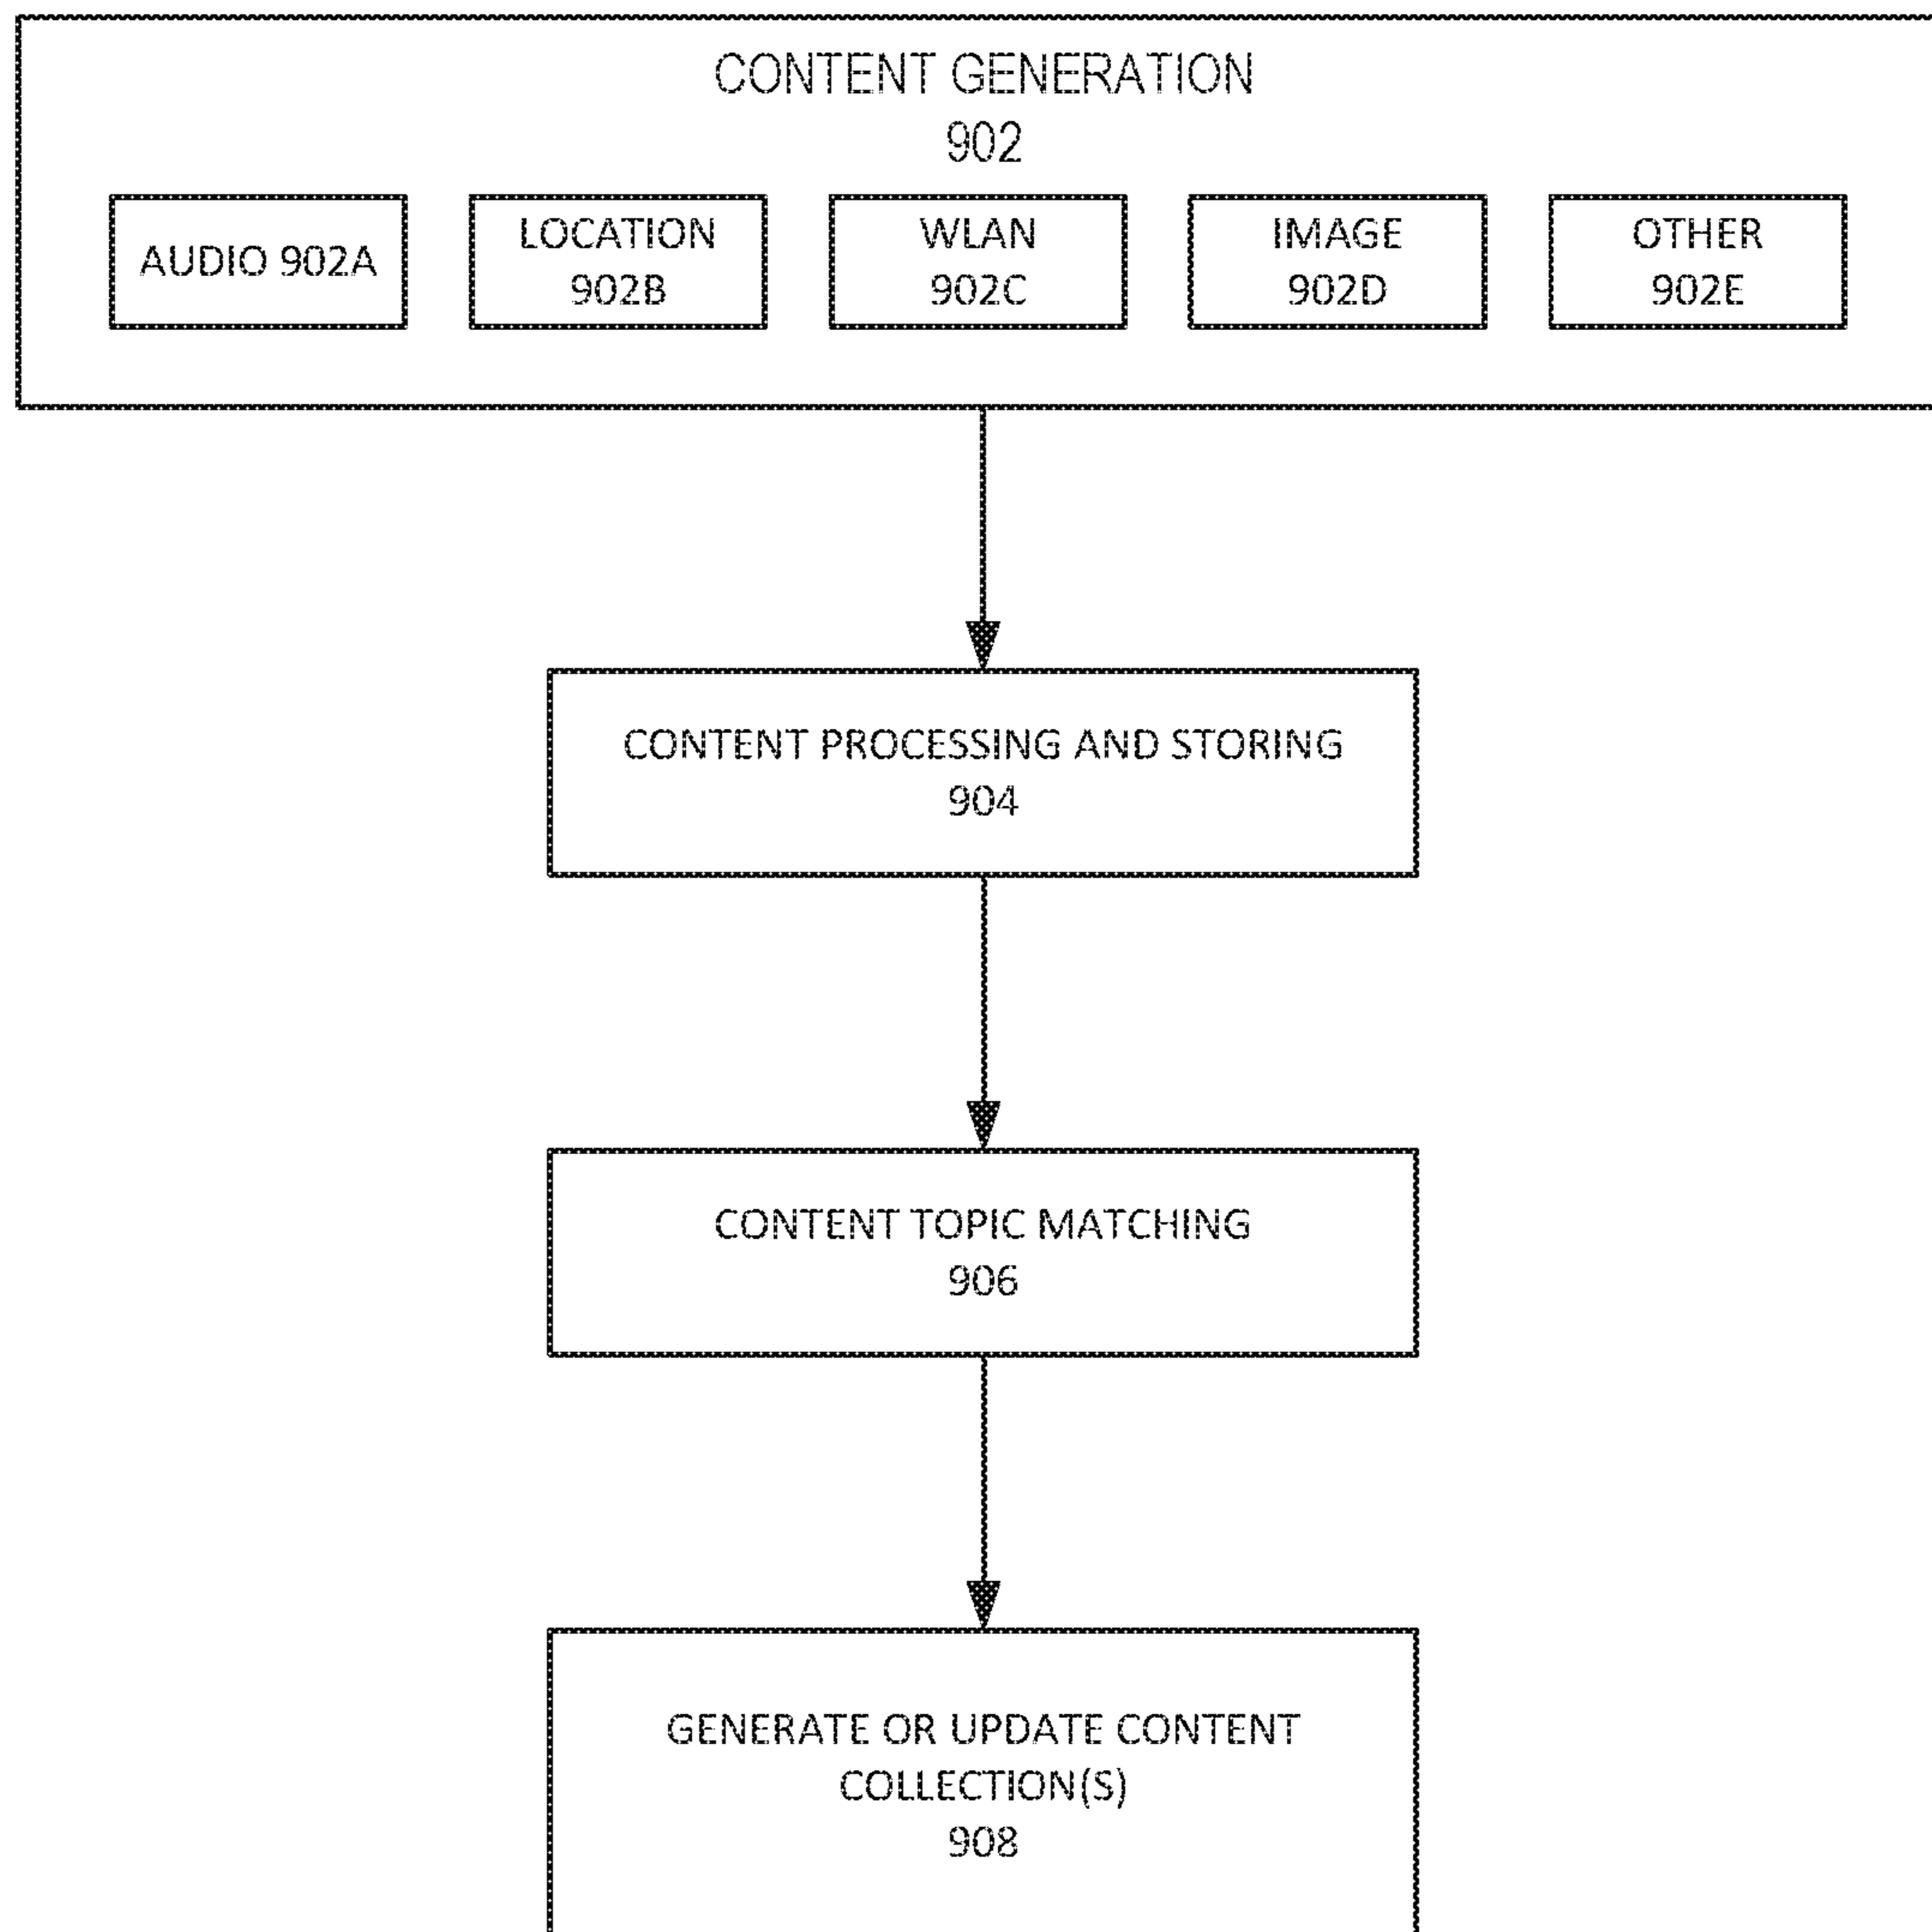 CONTENT GENERATION
902
AUDIO 902A
LOCATION
902B
WLAN
902C
IMAGE
902D
OTHER
902E
CONTENT PROCESSING AND STORING
904
CONTENT TOPIC MATCHING
906
GENERATE OR UPDATE CONTENT
COLLECTION(S)
908